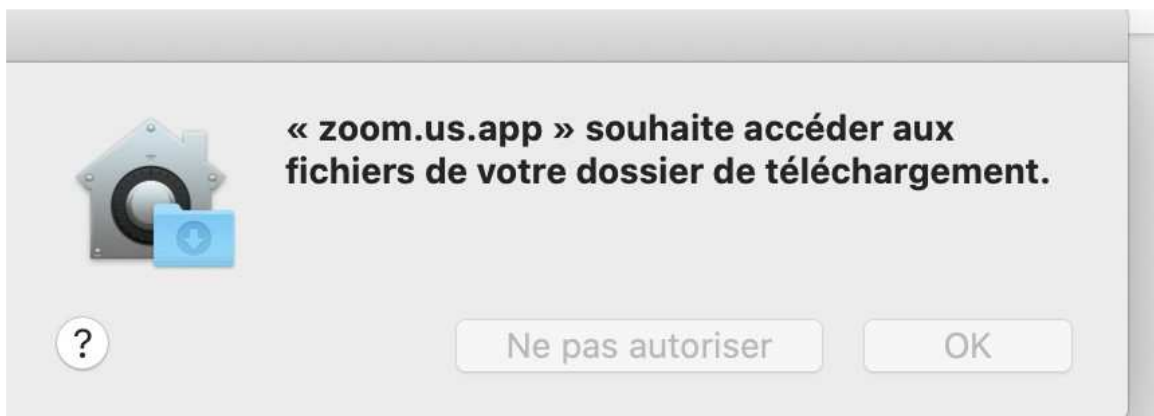 « zoom.us.app » souhaite accéder aux
fichiers de votre dossier de téléchargement.
?
Ne pas autoriser
OK